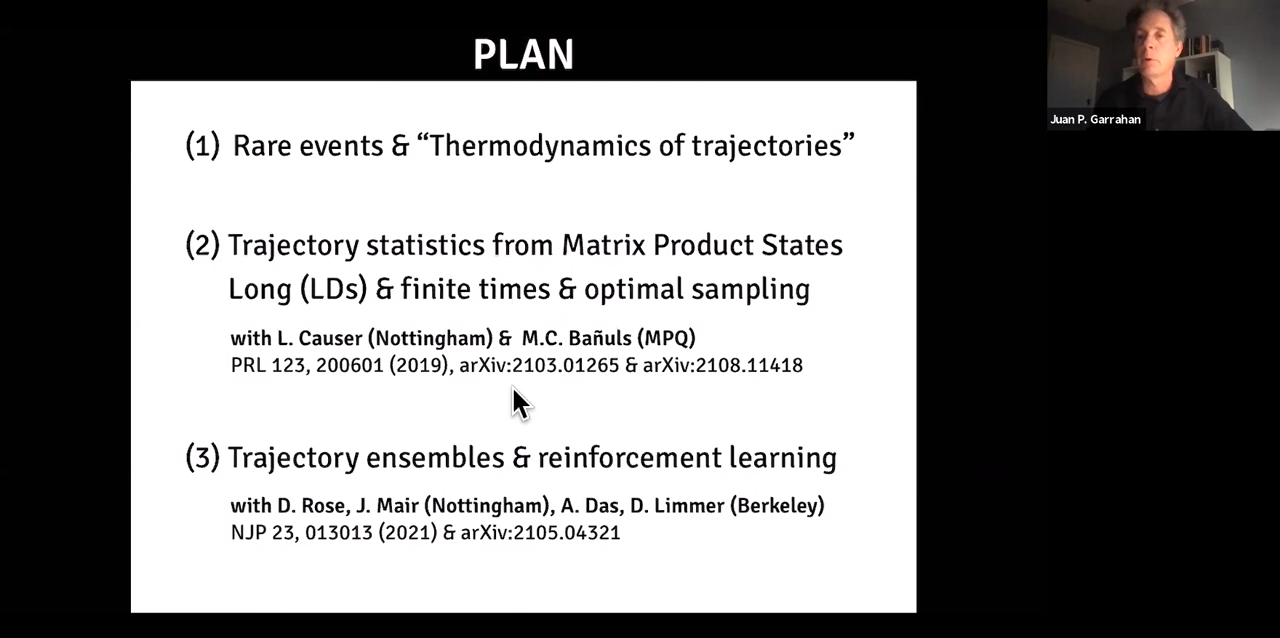 PLAN
Juan P. Garrahan
(1) Rare events & “Thermodynamics of trajectories”
(2) Trajectory statistics from Matrix Product States
Long (LDs) & finite times & optimal sampling
with L. Causer (Nottingham) & M.C. Bañuls (MPQ)
PRL 123, 200601 (2019), arXiv:2103.01265 & arXiv:2108.11418
(3) Trajectory ensembles & reinforcement learning
with D. Rose, J. Mair (Nottingham), A. Das, D. Limmer (Berkeley)
NJP 23, 013013 (2021) & arXiv:2105.04321